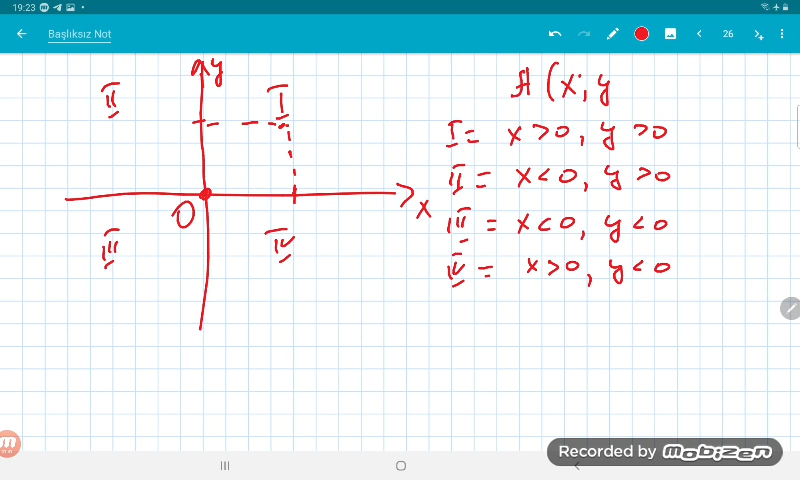 19:23
Başlıksız Not
26
y
II
I
A(x; y
I = x > 0, y > 0
II = x < 0, y > 0
0
x
III = x < 0, y < 0
III
IV
IV = x > 0, y < 0
Recorded by mobizen